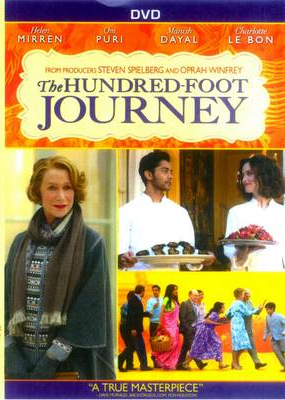 DVD
Helen MIRREN Om PURI Manish DAYAL Charlotte LE BON
FROM PRODUCERS STEVEN SPIELBERG AND OPRAH WINFREY
The HUNDRED-FOOT
JOURNEY
"A TRUE MASTERPIECE"